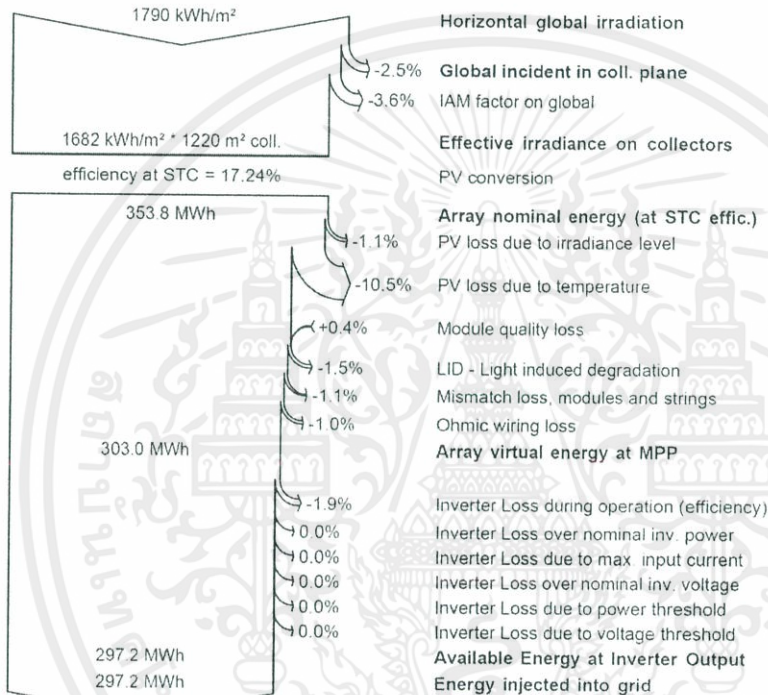 1790 kWh/m² Horizontal global irradiation
-2.5% Global incident in coll. plane
-3.6% IAM factor on global
1682 kWh/m² * 1220 m² coll. Effective irradiance on collectors
efficiency at STC = 17.24% PV conversion
353.8 MWh Array nominal energy (at STC effic.)
-1.1% PV loss due to irradiance level
-10.5% PV loss due to temperature
+0.4% Module quality loss
-1.5% LID - Light induced degradation
-1.1% Mismatch loss, modules and strings
-1.0% Ohmic wiring loss
303.0 MWh Array virtual energy at MPP
-1.9% Inverter Loss during operation (efficiency)
0.0% Inverter Loss over nominal inv. power
0.0% Inverter Loss due to max. input current
0.0% Inverter Loss over nominal inv. voltage
0.0% Inverter Loss due to power threshold
0.0% Inverter Loss due to voltage threshold
297.2 MWh Available Energy at Inverter Output
297.2 MWh Energy injected into grid